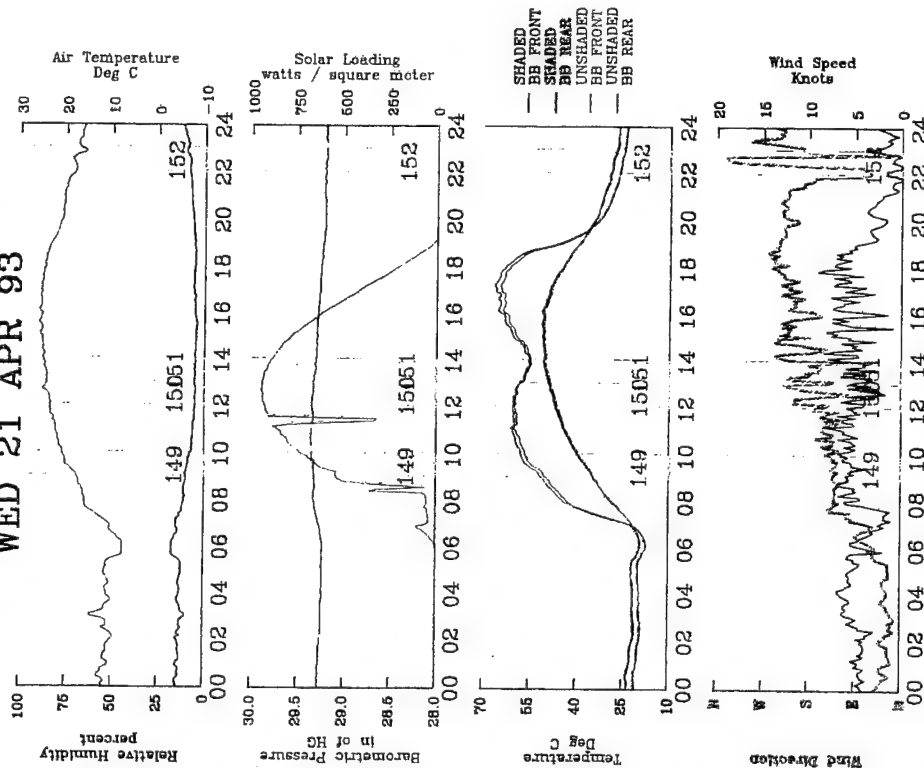 WED 21 APR 93
Air Temperature
Deg C
30
20
10
0
-10
149
152
100
50
0
Relative Humidity
percent
00 02 04 06 08 10 12 14 16 18 20 22 24
Solar Loading
watts / square meter
1000
750
500
250
0
149
152
30.0
29.5
29.0
28.5
28.0
Barometric Pressure
in of HG
00 02 04 06 08 10 12 14 16 18 20 22 24
SHADED
BB FRONT
SHADED
BB REAR
UNSHADED
BB FRONT
UNSHADED
BB REAR
149
152
70
55
40
25
10
Temperature
Deg C
00 02 04 06 08 10 12 14 16 18 20 22 24
Wind Speed
Knots
20
15
10
5
0
149
N
W
S
E
N
Wind Direction
00 02 04 06 08 10 12 14 16 18 20 22 24